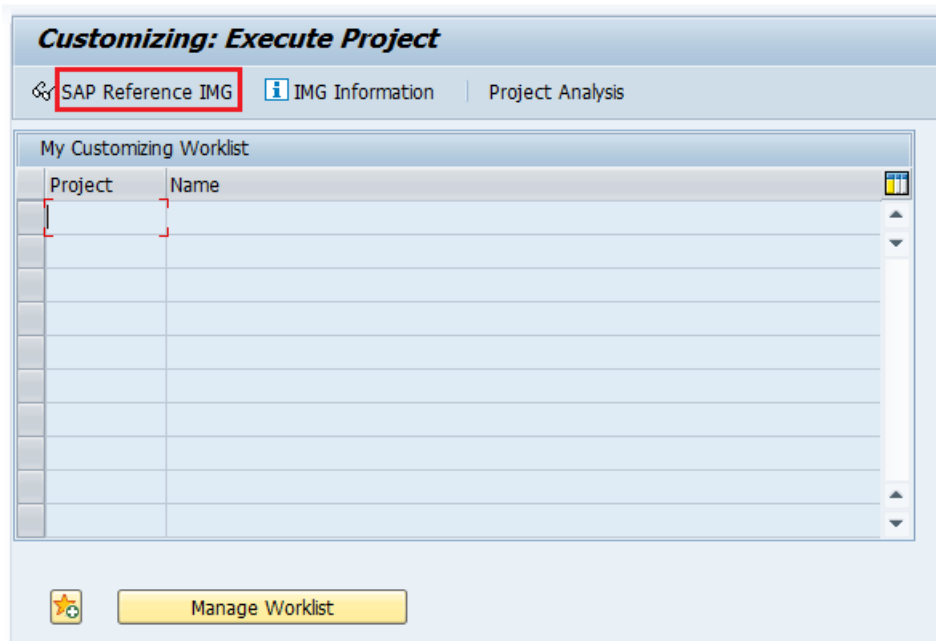 Customizing: Execute Project
SAP Reference IMG IMG Information Project Analysis
My Customizing Worklist
Project Name
Manage Worklist